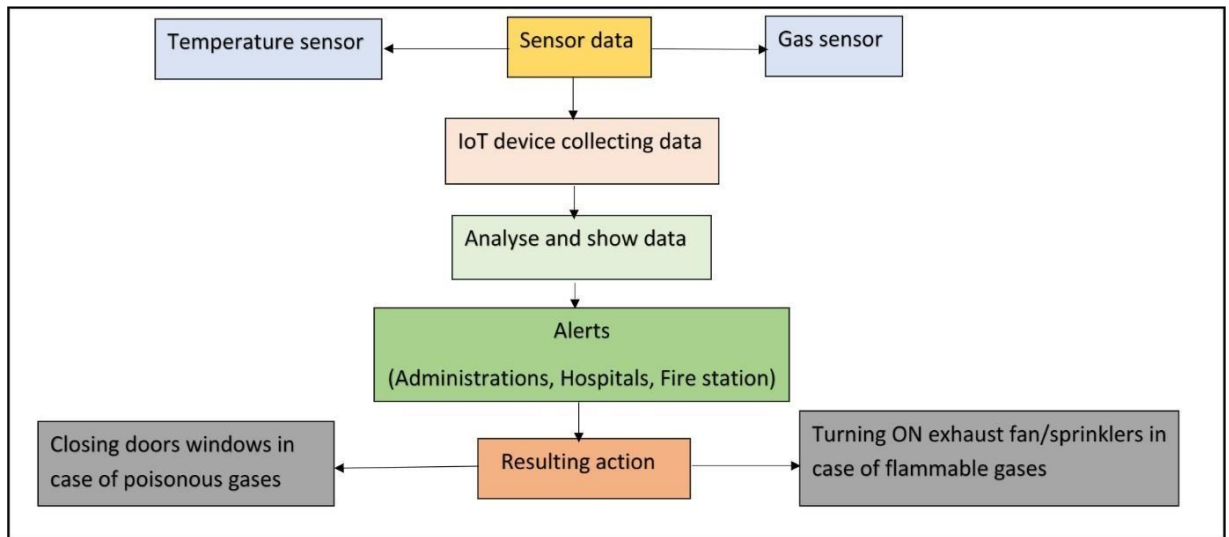 Temperature sensor
Sensor data
Gas sensor
IoT device collecting data
Analyse and show data
Alerts
(Administrations, Hospitals, Fire station)
Closing doors windows in
case of poisonous gases
Resulting action
Turning ON exhaust fan/sprinklers in
case of flammable gases